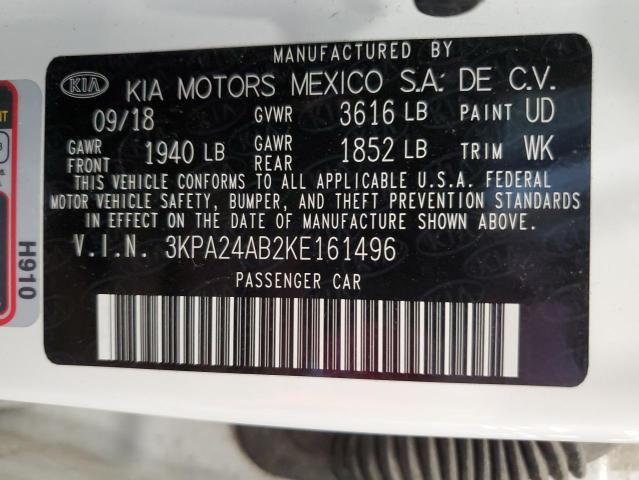 MANUFACTURED BY
KIA KIA MOTORS MEXICO S.A. DE C.V.
09/18 GVWR 3616 LB PAINT UD
GAWR FRONT 1940 LB GAWR REAR 1852 LB TRIM WK
THIS VEHICLE CONFORMS TO ALL APPLICABLE U.S.A. FEDERAL
MOTOR VEHICLE SAFETY, BUMPER, AND THEFT PREVENTION STANDARDS
IN EFFECT ON THE DATE OF MANUFACTURE SHOWN ABOVE.
V.I.N. 3KPA24AB2KE161496
PASSENGER CAR
H910